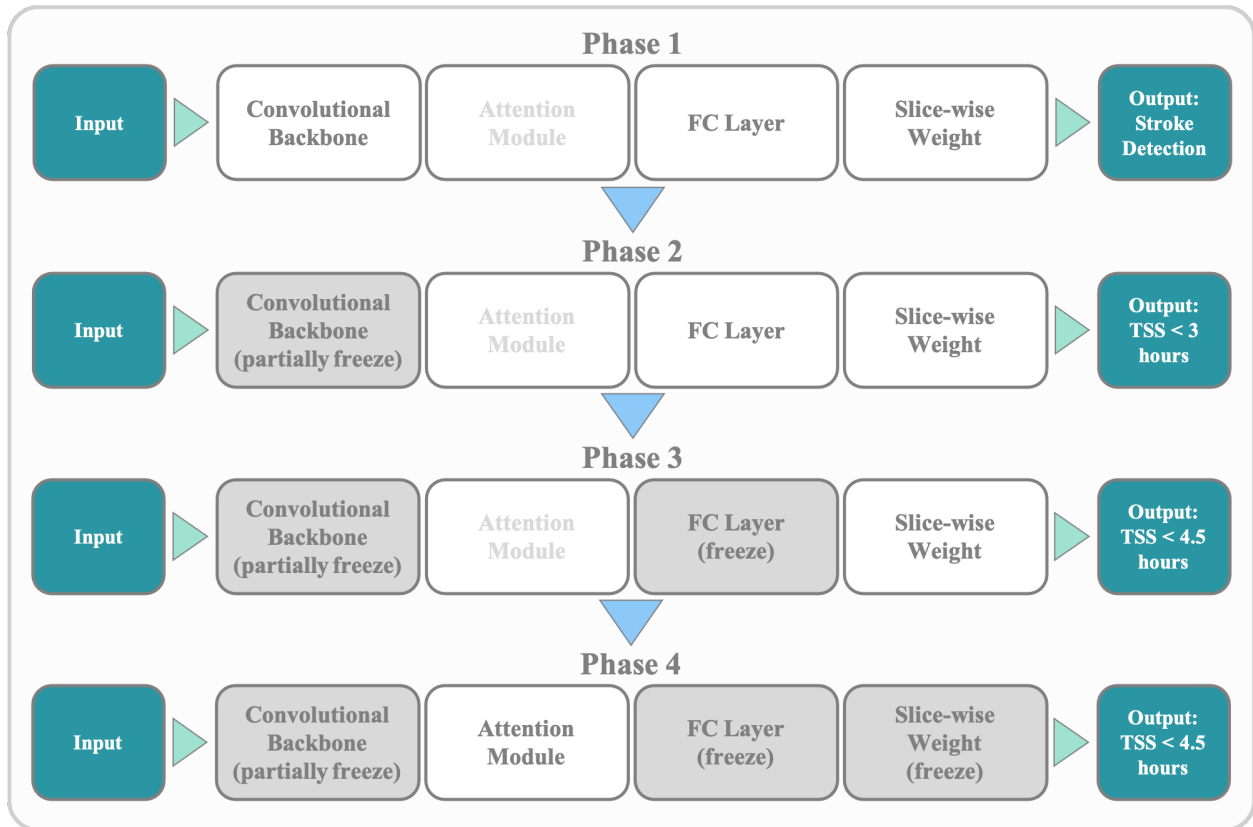 Phase 1
Input
Convolutional
Backbone
Attention
Module
FC Layer
Slice-wise
Weight
Output:
Stroke
Detection
Phase 2
Input
Convolutional
Backbone
(partially freeze)
Attention
Module
FC Layer
Slice-wise
Weight
Output:
TSS < 3
hours
Phase 3
Input
Convolutional
Backbone
(partially freeze)
Attention
Module
FC Layer
(freeze)
Slice-wise
Weight
Output:
TSS < 4.5
hours
Phase 4
Input
Convolutional
Backbone
(partially freeze)
Attention
Module
FC Layer
(freeze)
Slice-wise
Weight
(freeze)
Output:
TSS < 4.5
hours